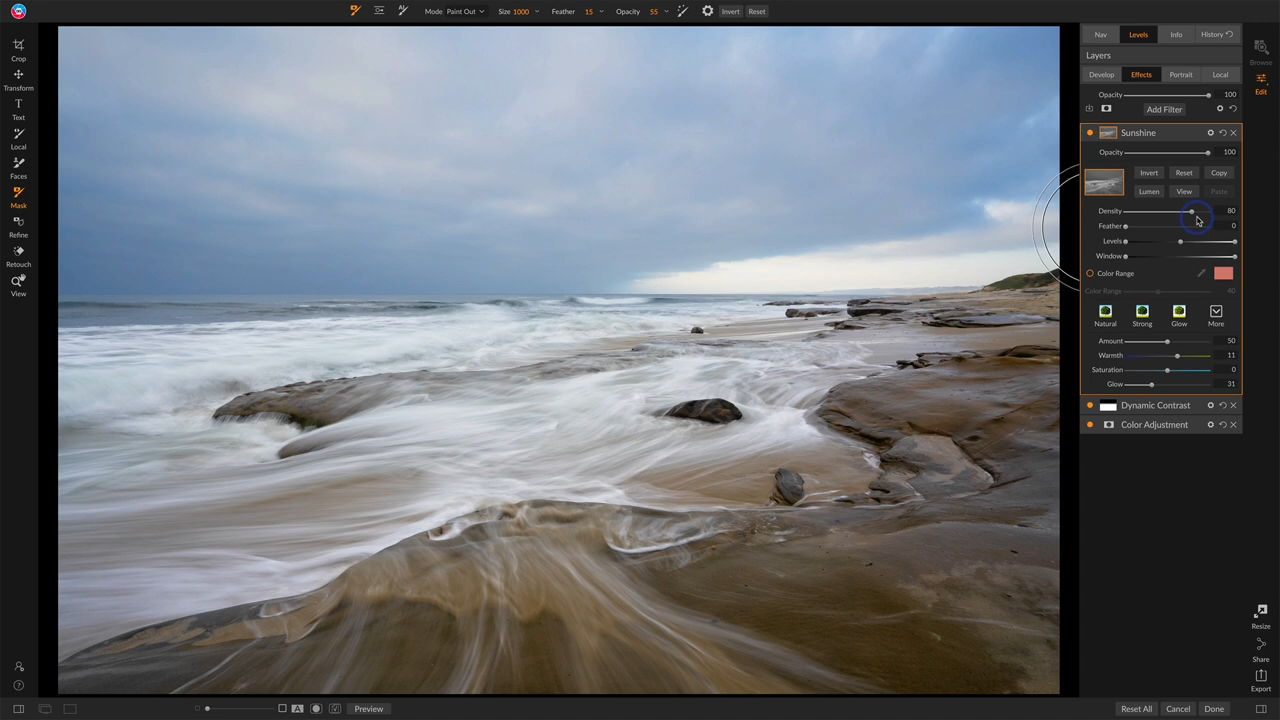 Mode Paint Out Size 1000 Feather 15 Opacity 55 Invert Reset
Crop
Transform
Text
Local
Faces
Mask
Refine
Retouch
View
Nav Levels Info History
Layers
Develop Effects Portrait Local
Opacity 100
Add Filter
Sunshine
Opacity 100
Invert Reset Copy
Lumen View Paste
Density 80
Feather 0
Levels
Window
Color Range
Color Range 40
Natural Strong Glow More
Amount 50
Warmth 11
Saturation 0
Glow 31
Dynamic Contrast
Color Adjustment
Browse
Edit
Resize
Share
Export
A Preview
Reset All Cancel Done